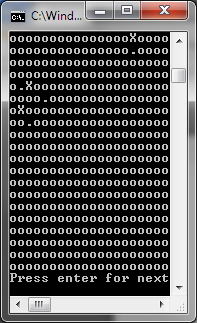 C:\Wind...
oooooooooooooooXoooo
ooooooooooooooo.oooo
oooooooooooooooooooo
oooooooooooooooooooo
o.Xooooooooooooooooo
oooo.ooooooooooooooo
oXoooooooooooooooooo
oo.ooooooooooooooooo
oooooooooooooooooooo
oooooooooooooooooooo
oooooooooooooooooooo
oooooooooooooooooooo
oooooooooooooooooooo
oooooooooooooooooooo
oooooooooooooooooooo
oooooooooooooooooooo
oooooooooooooooooooo
oooooooooooooooooooo
oooooooooooooooooooo
oooooooooooooooooooo
Press enter for next